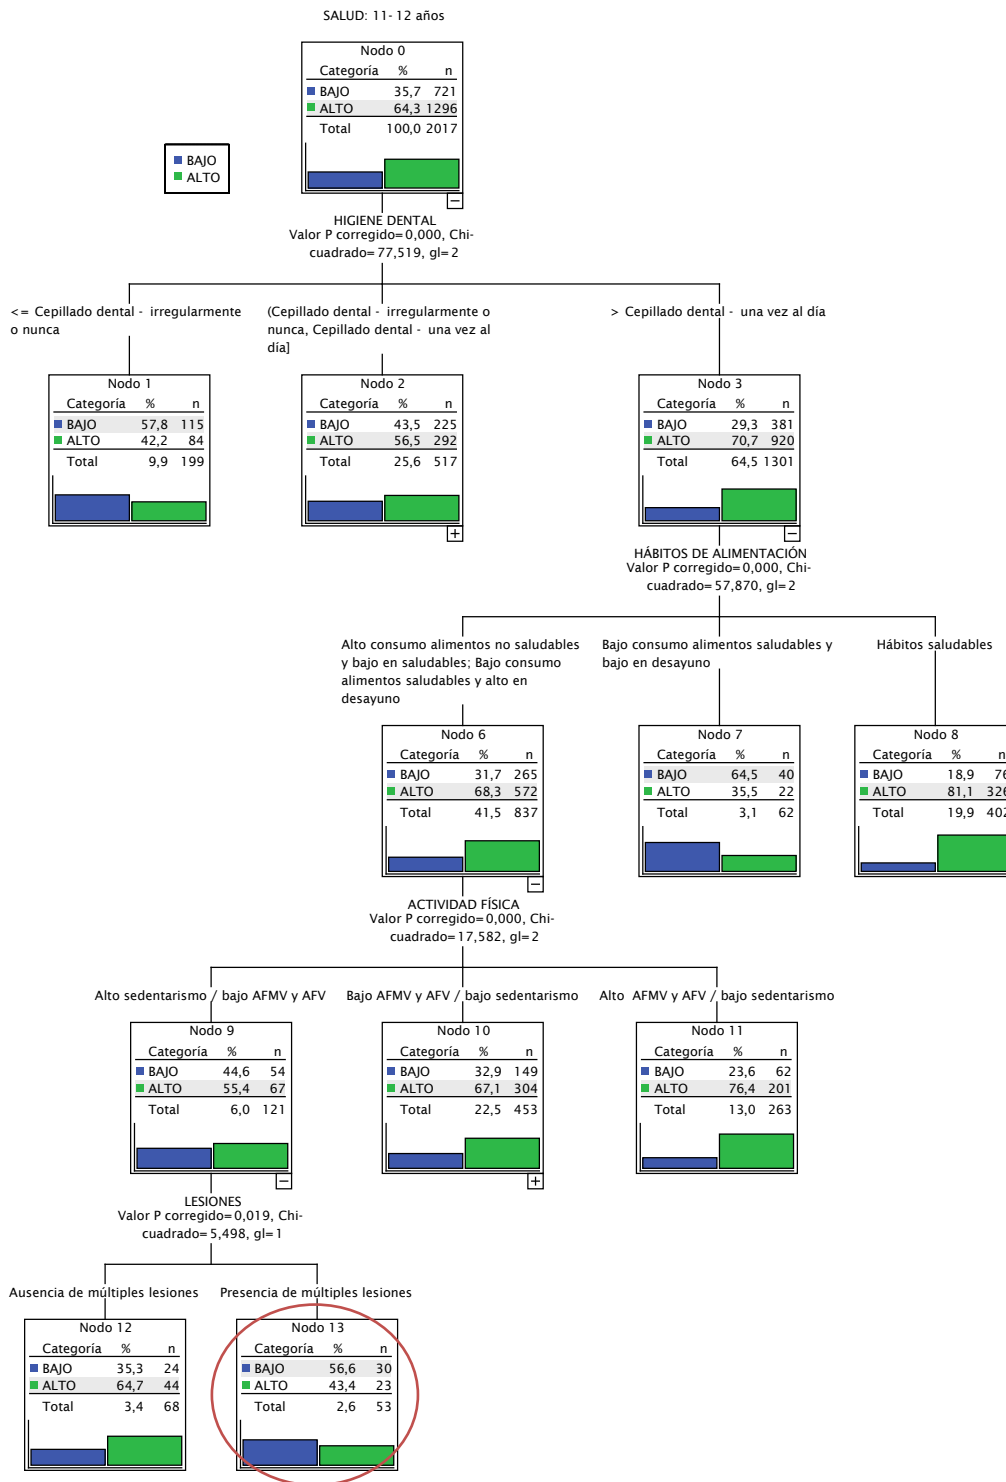 SALUD: 11- 12 años
Nodo 0
Categoría % n
BAJO 35,7 721
ALTO 64,3 1296
Total 100,0 2017
BAJO
ALTO
HIGIENE DENTAL
Valor P corregido=0,000, Chi-
cuadrado=77,519, gl=2
<= Cepillado dental - irregularmente
o nunca
(Cepillado dental - irregularmente o
nunca, Cepillado dental - una vez al
día]
> Cepillado dental - una vez al día
Nodo 1
Categoría % n
BAJO 57,8 115
ALTO 42,2 84
Total 9,9 199
Nodo 2
Categoría % n
BAJO 43,5 225
ALTO 56,5 292
Total 25,6 517
Nodo 3
Categoría % n
BAJO 29,3 381
ALTO 70,7 920
Total 64,5 1301
HÁBITOS DE ALIMENTACIÓN
Valor P corregido=0,000, Chi-
cuadrado=57,870, gl=2
Alto consumo alimentos no saludables
y bajo en saludables; Bajo consumo
alimentos saludables y alto en
desayuno
Bajo consumo alimentos saludables y
bajo en desayuno
Hábitos saludables
Nodo 6
Categoría % n
BAJO 31,7 265
ALTO 68,3 572
Total 41,5 837
Nodo 7
Categoría % n
BAJO 64,5 40
ALTO 35,5 22
Total 3,1 62
Nodo 8
Categoría % n
BAJO 18,9 76
ALTO 81,1 326
Total 19,9 402
ACTIVIDAD FÍSICA
Valor P corregido=0,000, Chi-
cuadrado=17,582, gl=2
Alto sedentarismo / bajo AFMV y AFV
Bajo AFMV y AFV / bajo sedentarismo
Alto AFMV y AFV / bajo sedentarismo
Nodo 9
Categoría % n
BAJO 44,6 54
ALTO 55,4 67
Total 6,0 121
Nodo 10
Categoría % n
BAJO 32,9 149
ALTO 67,1 304
Total 22,5 453
Nodo 11
Categoría % n
BAJO 23,6 62
ALTO 76,4 201
Total 13,0 263
LESIONES
Valor P corregido=0,019, Chi-
cuadrado=5,498, gl=1
Ausencia de múltiples lesiones
Presencia de múltiples lesiones
Nodo 12
Categoría % n
BAJO 35,3 24
ALTO 64,7 44
Total 3,4 68
Nodo 13
Categoría % n
BAJO 56,6 30
ALTO 43,4 23
Total 2,6 53